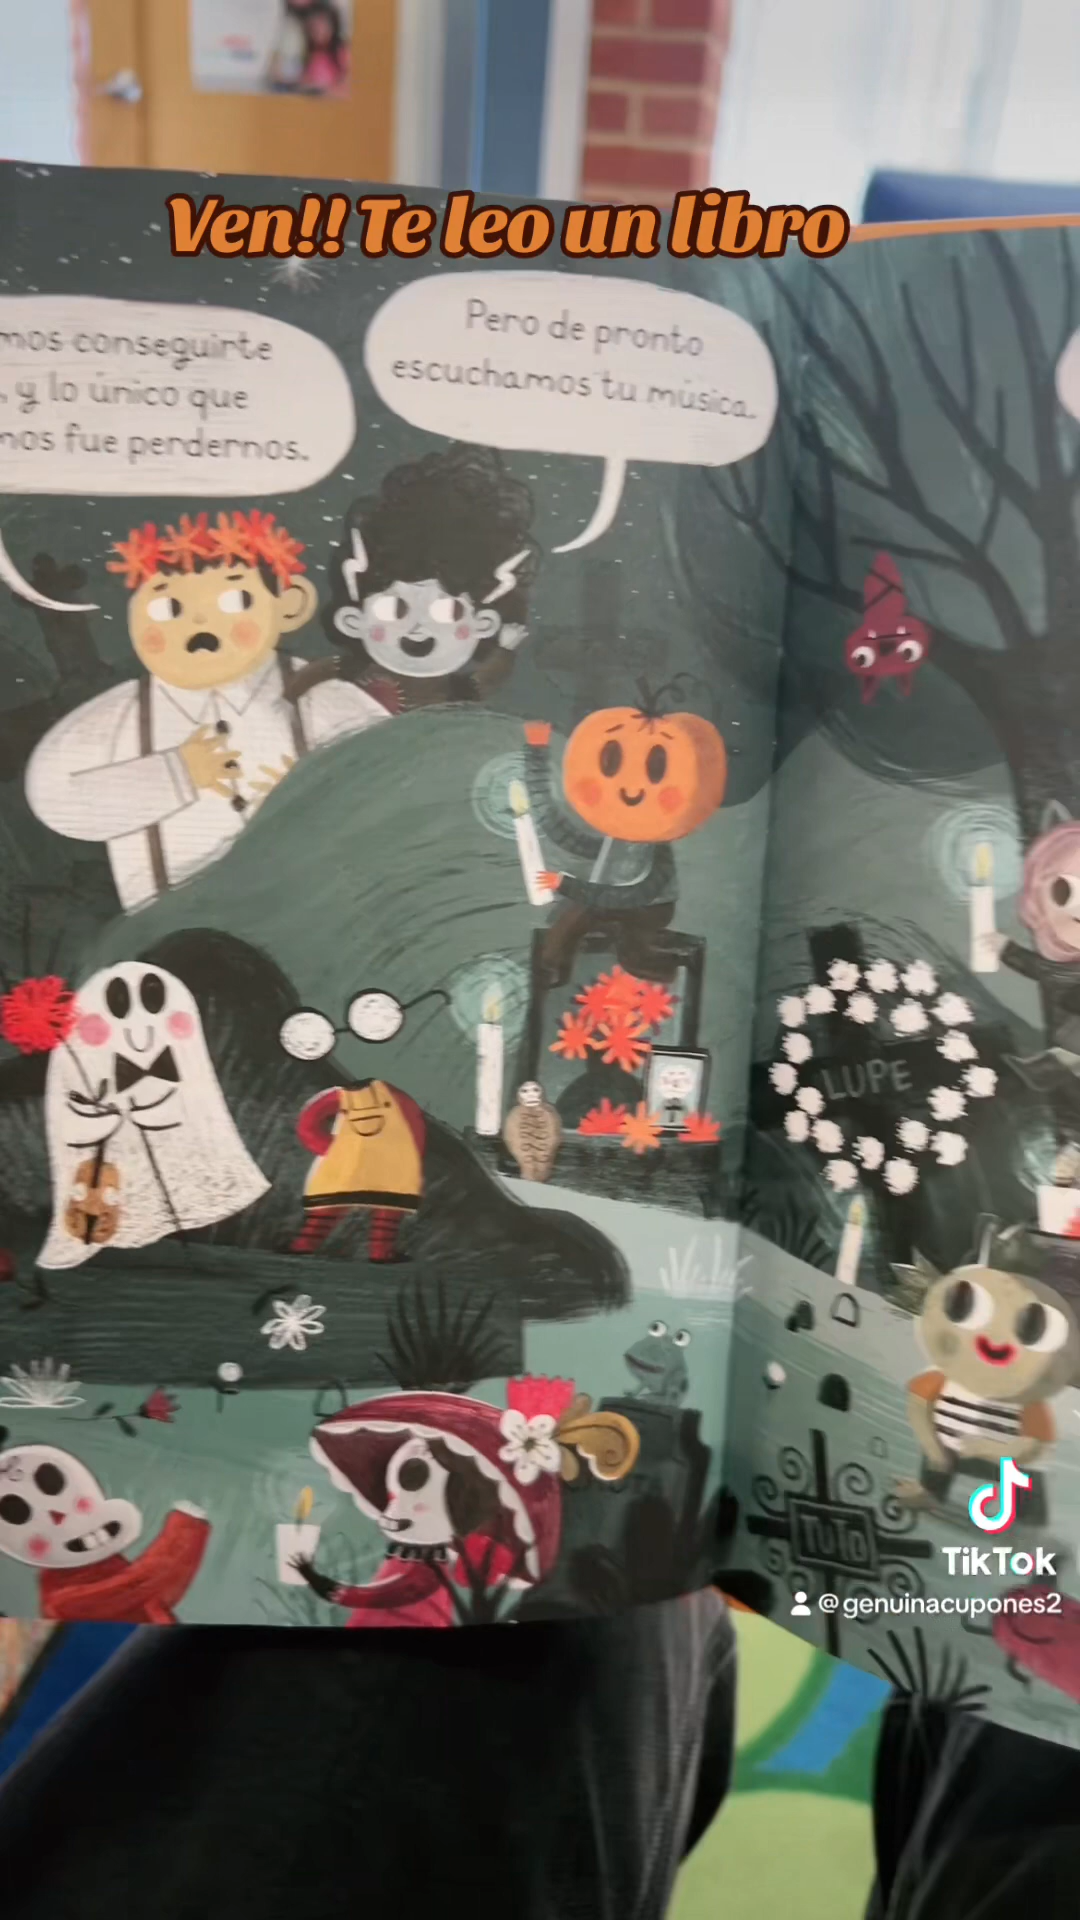 Ven!! Te leo un libro
mos conseguirte
, y lo único que
mos fue perdernos.
Pero de pronto
escuchamos tu música.
LUPE
TUTO
TikTok
@genuinacupones2